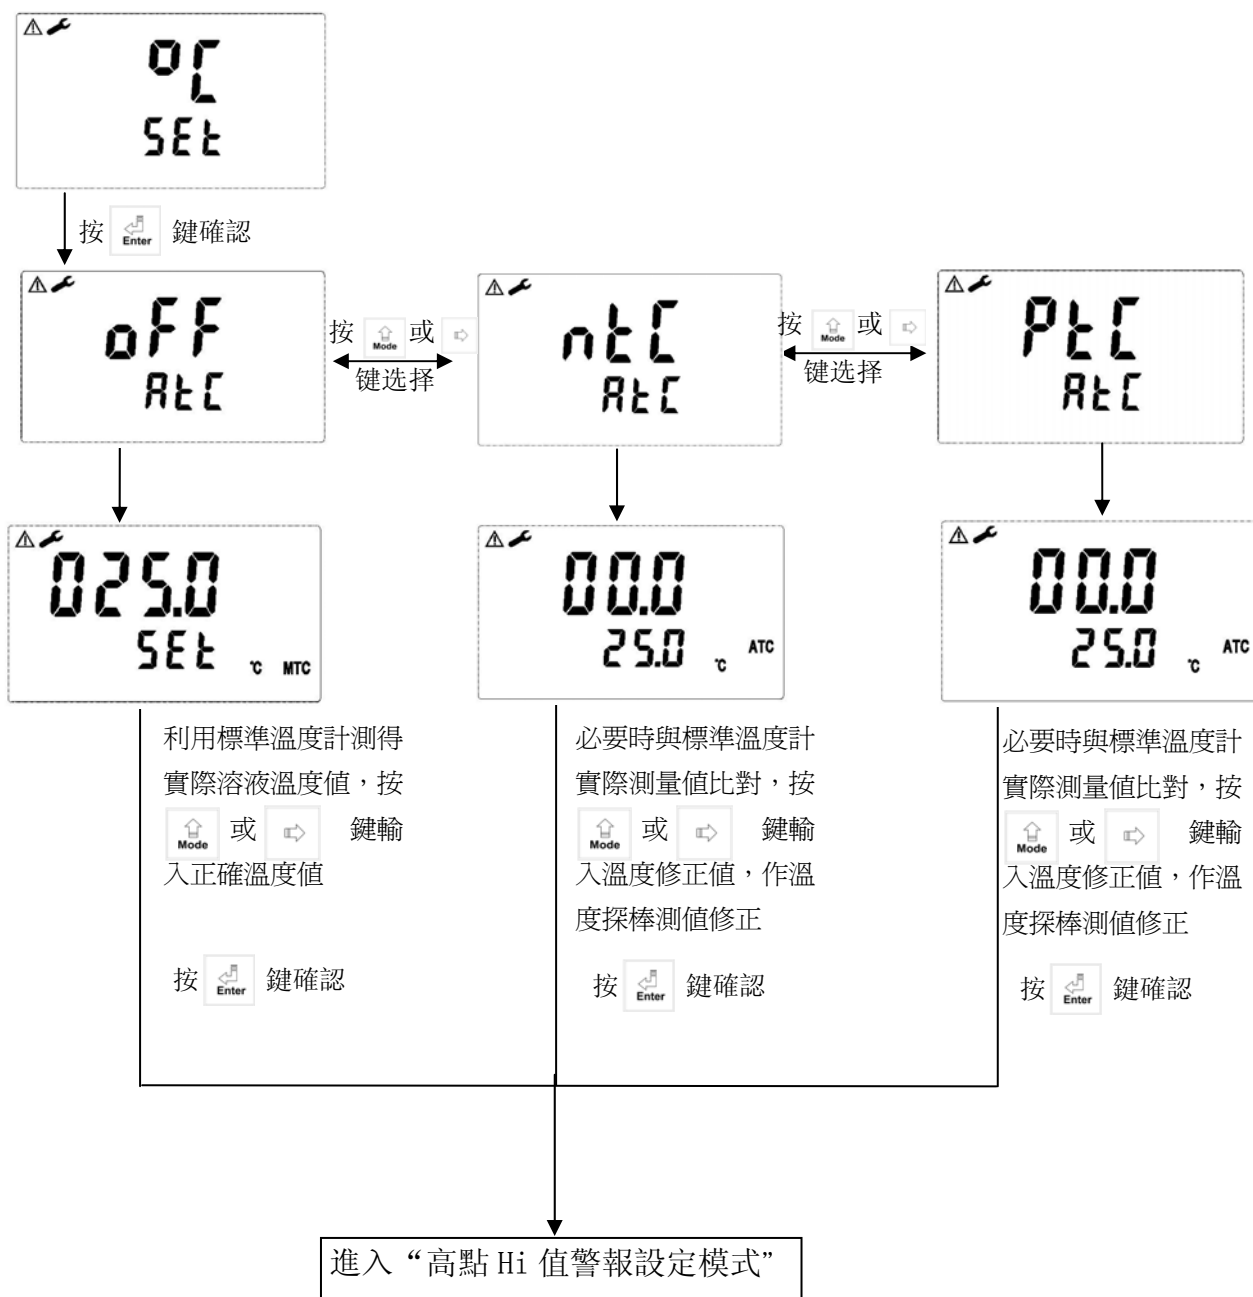 ℃
SEt
按 Enter 鍵確認
oFF
AtC
按 Mode 或
键选择
ntC
AtC
按 Mode 或
键选择
PtC
AtC
025.0
SEt ℃ MTC
00.0
25.0 ℃ ATC
00.0
25.0 ℃ ATC
利用標準溫度計測得
實際溶液溫度值，按
Mode 或 鍵輸
入正確溫度值
按 Enter 鍵確認
必要時與標準溫度計
實際測量值比對，按
Mode 或 鍵輸
入溫度修正值，作溫
度探棒測值修正
按 Enter 鍵確認
必要時與標準溫度計
實際測量值比對，按
Mode 或 鍵輸
入溫度修正值，作溫
度探棒測值修正
按 Enter 鍵確認
進入“高點 Hi 值警報設定模式”